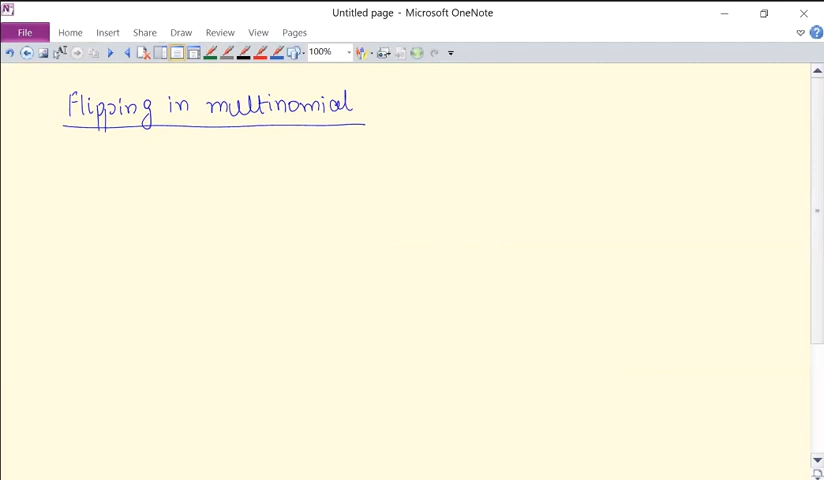 Untitled page - Microsoft OneNote
File Home Insert Share Draw Review View Pages
100%
Flipping in multinomial